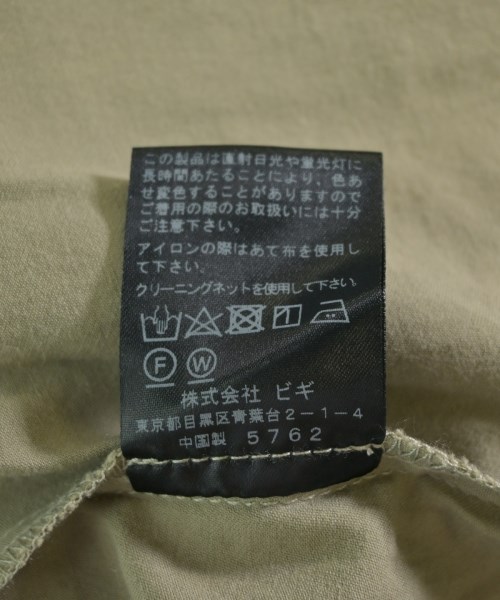 この製品は直射日光や蛍光灯に
長時間あたることにより、色あ
せ変色することがありますので
ご着用の際のお取扱いには十分
ご注意下さい。
アイロンの際はあて布を使用し
て下さい。
クリーニングネットを使用して下さい。
F W
株式会社 ビギ
東京都目黒区青葉台2-1-4
中国製 5762